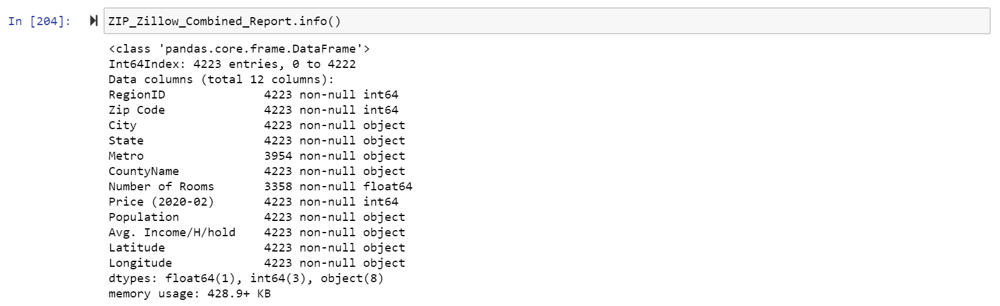 In [204]: ZIP_Zillow_Combined_Report.info()
<class 'pandas.core.frame.DataFrame'>
Int64Index: 4223 entries, 0 to 4222
Data columns (total 12 columns):
RegionID              4223 non-null int64
Zip Code              4223 non-null int64
City                  4223 non-null object
State                 4223 non-null object
Metro                 3954 non-null object
CountyName            4223 non-null object
Number of Rooms       3358 non-null float64
Price (2020-02)       4223 non-null int64
Population            4223 non-null object
Avg. Income/H/hold    4223 non-null object
Latitude              4223 non-null object
Longitude             4223 non-null object
dtypes: float64(1), int64(3), object(8)
memory usage: 428.9+ KB